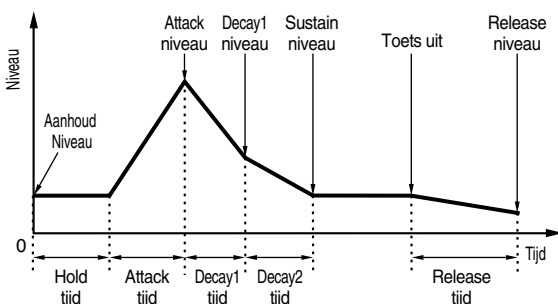 Attack
niveau
Decay1
niveau
Sustain
niveau
Toets uit
Release
niveau
Niveau
Aanhoud
Niveau
0
Tijd
Hold
tijd
Attack
tijd
Decay1
tijd
Decay2
tijd
Release
tijd